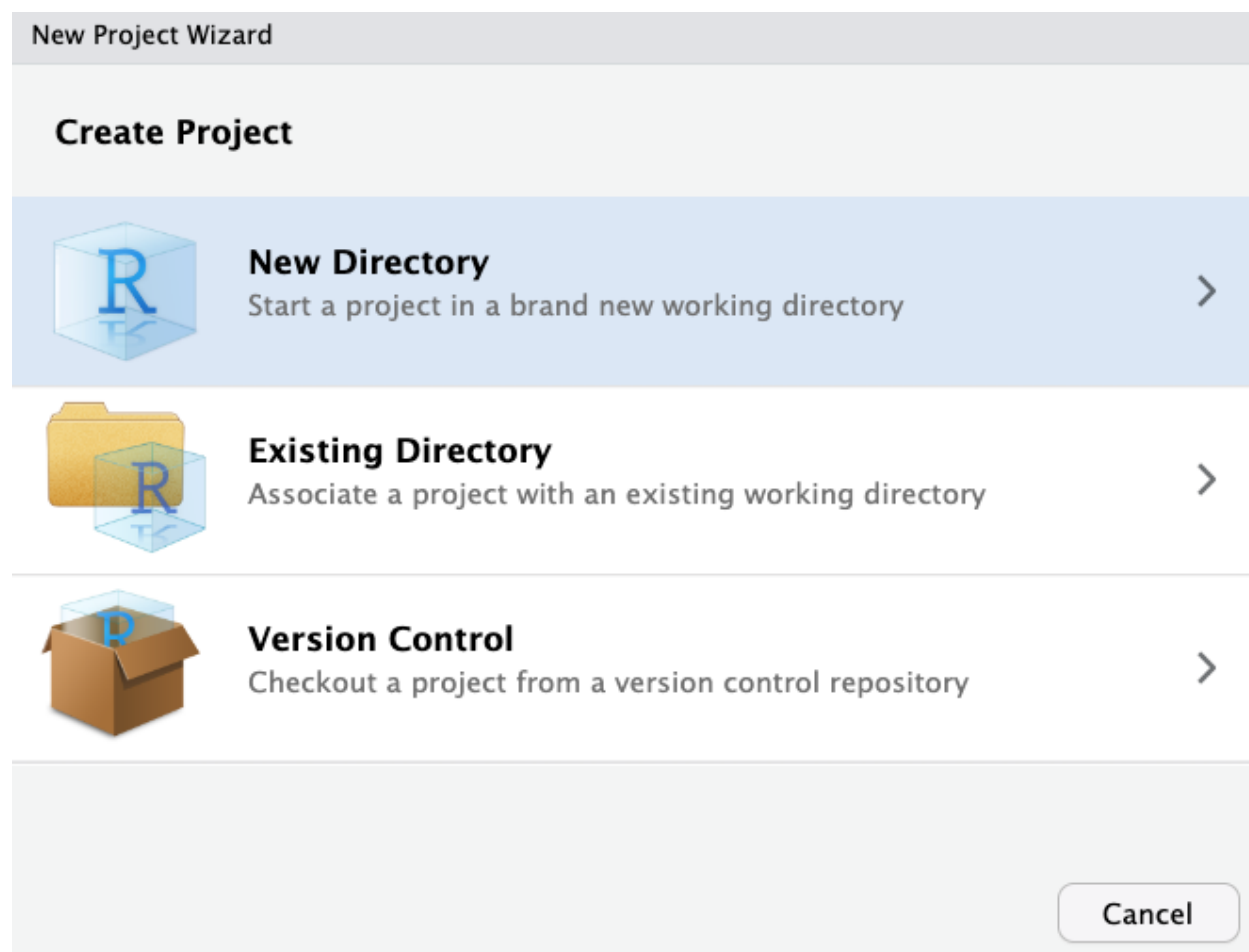 New Project Wizard
Create Project
R
New Directory
Start a project in a brand new working directory
R
Existing Directory
Associate a project with an existing working directory
R
Version Control
Checkout a project from a version control repository
Cancel